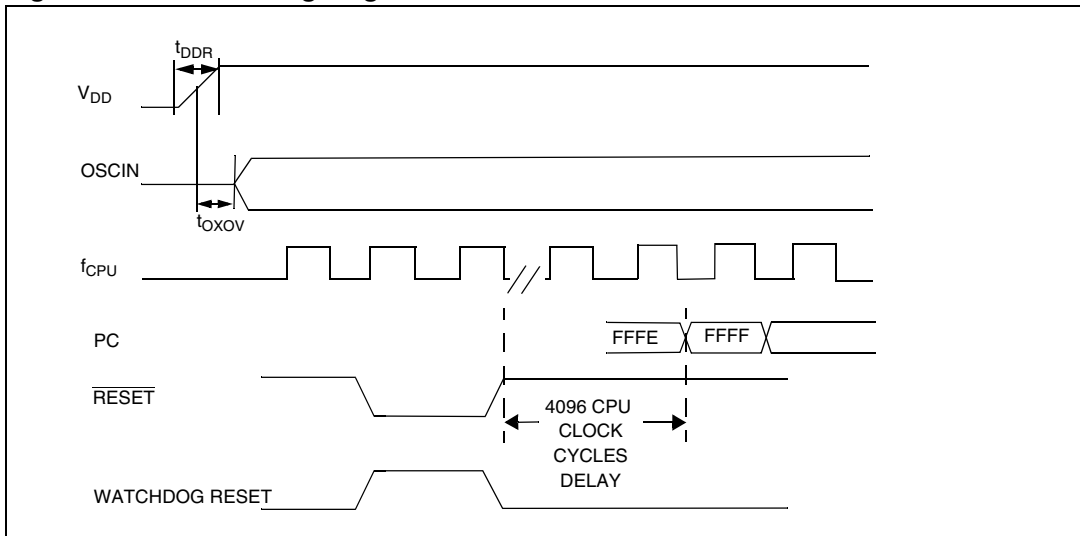 tDDR
VDD
OSCIN
tOXOV
fCPU
PC
FFFE
FFFF
RESET
4096 CPU
CLOCK
CYCLES
DELAY
WATCHDOG RESET